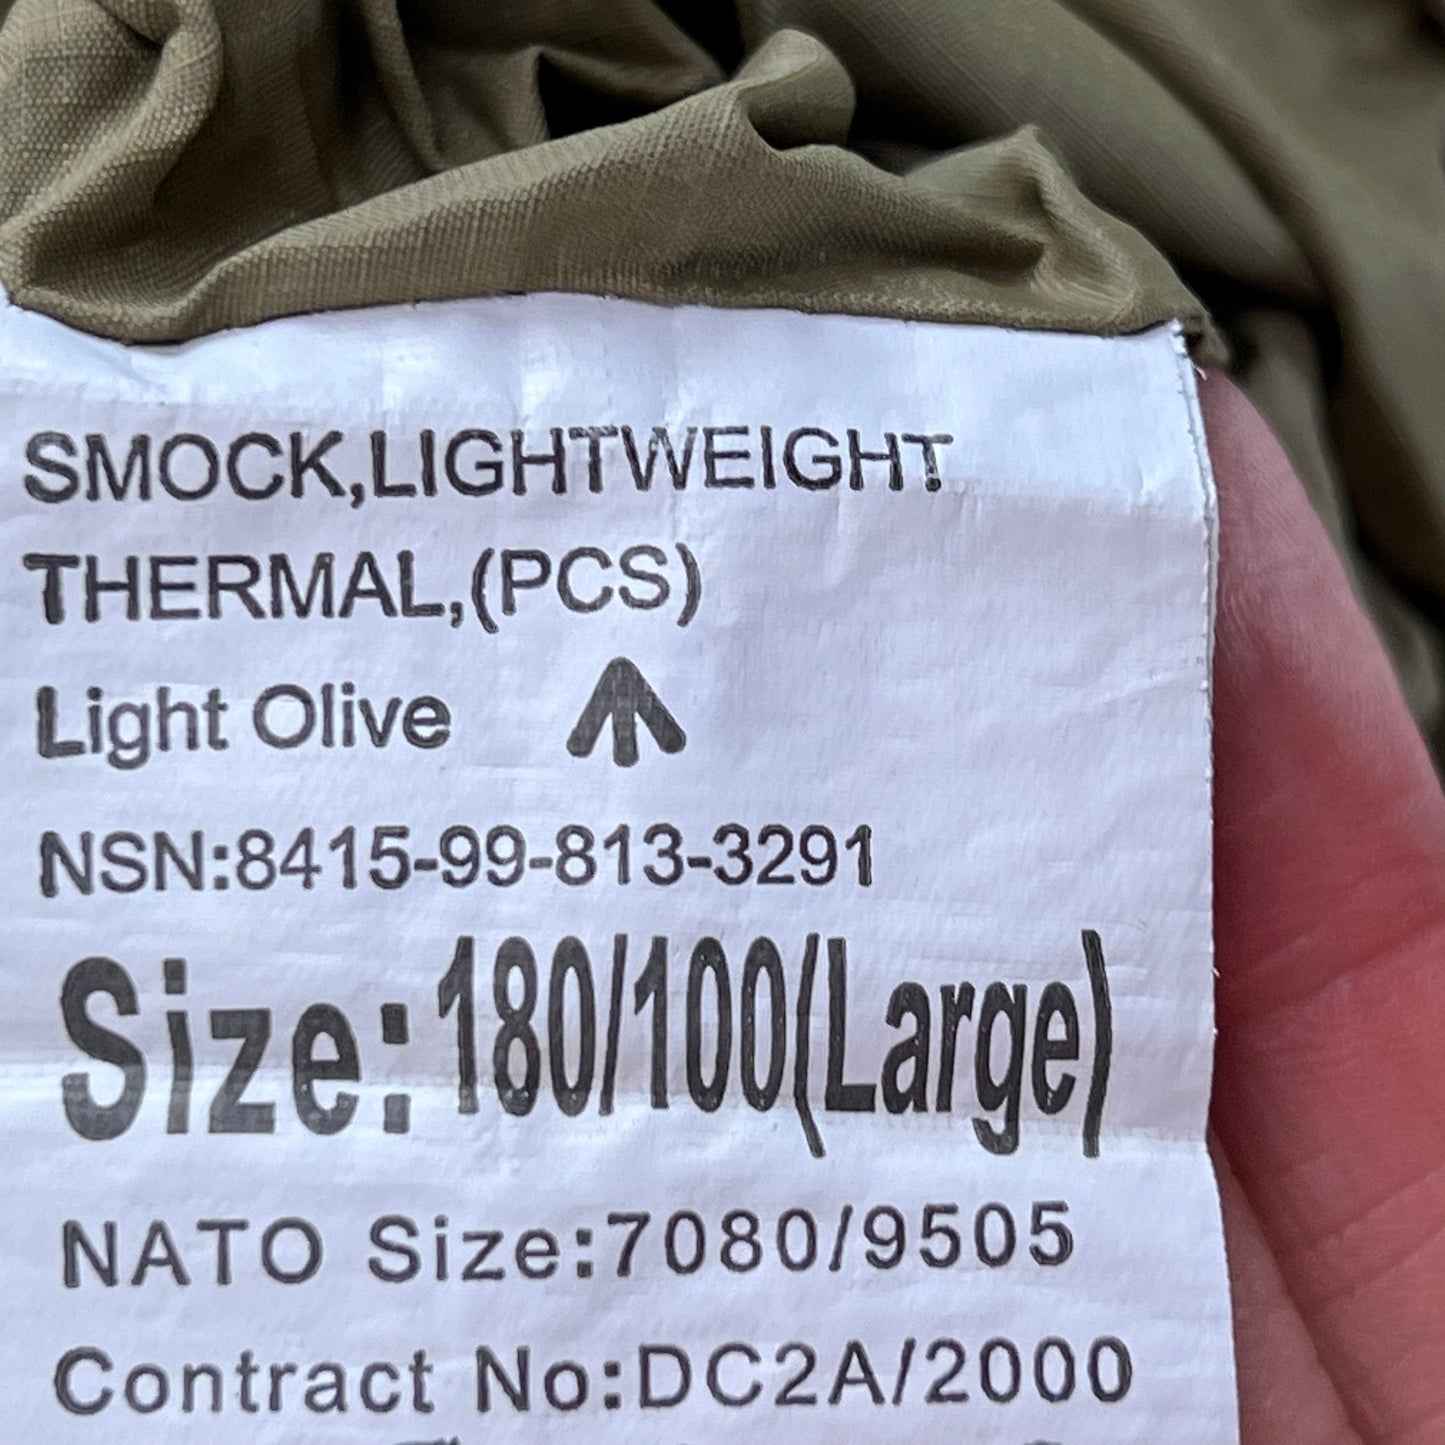 SMOCK,LIGHTWEIGHT
THERMAL,(PCS)
Light Olive
NSN:8415-99-813-3291
Size:180/100(Large)
NATO Size:7080/9505
Contract No:DC2A/2000